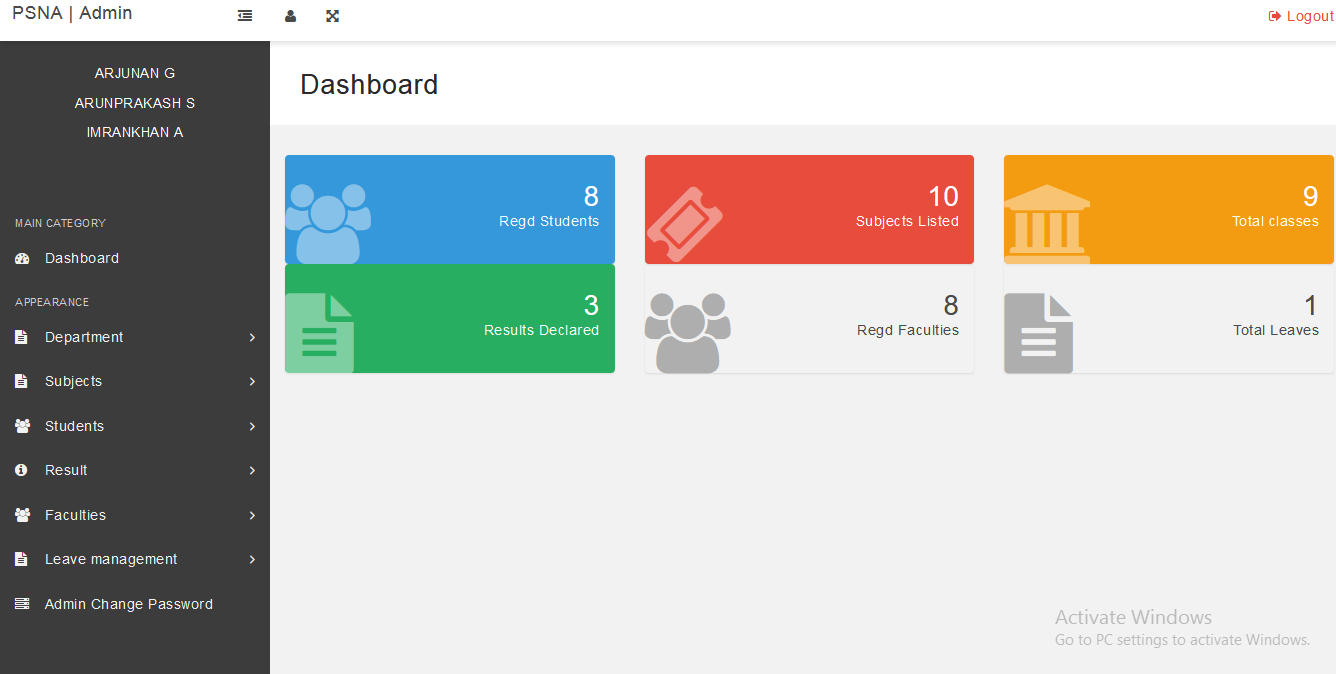 PSNA | Admin
Logout
ARJUNAN G
ARUNPRAKASH S
IMRANKHAN A
MAIN CATEGORY
Dashboard
APPEARANCE
Department
Subjects
Students
Result
Faculties
Leave management
Admin Change Password
Dashboard
8
Regd Students
10
Subjects Listed
9
Total classes
3
Results Declared
8
Regd Faculties
1
Total Leaves
Activate Windows
Go to PC settings to activate Windows.